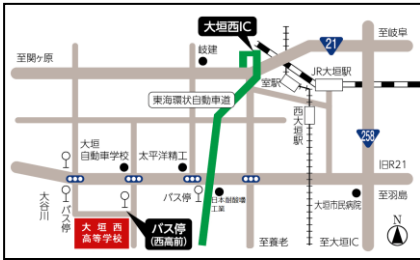 大垣西IC
至岐阜
至関ヶ原
岐建
21
室駅
JR大垣駅
東海環状自動車道
西大垣駅
258
大垣
自動車学校
太平洋精工
旧R21
大谷川
バス停
バス停
日本耐酸壜
工業
至羽島
大垣市民病院
大垣西
高等学校
バス停
(西高前)
至養老
至大垣IC
N